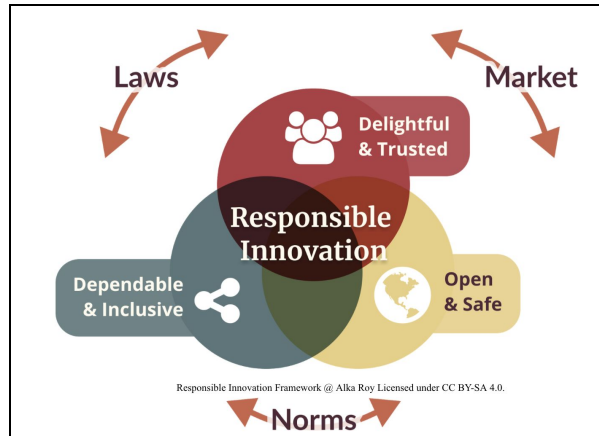 Laws
Market
Delightful
& Trusted
Responsible
Innovation
Dependable
& Inclusive
Open
& Safe
Responsible Innovation Framework @ Alka Roy Licensed under CC BY-SA 4.0.
Norms